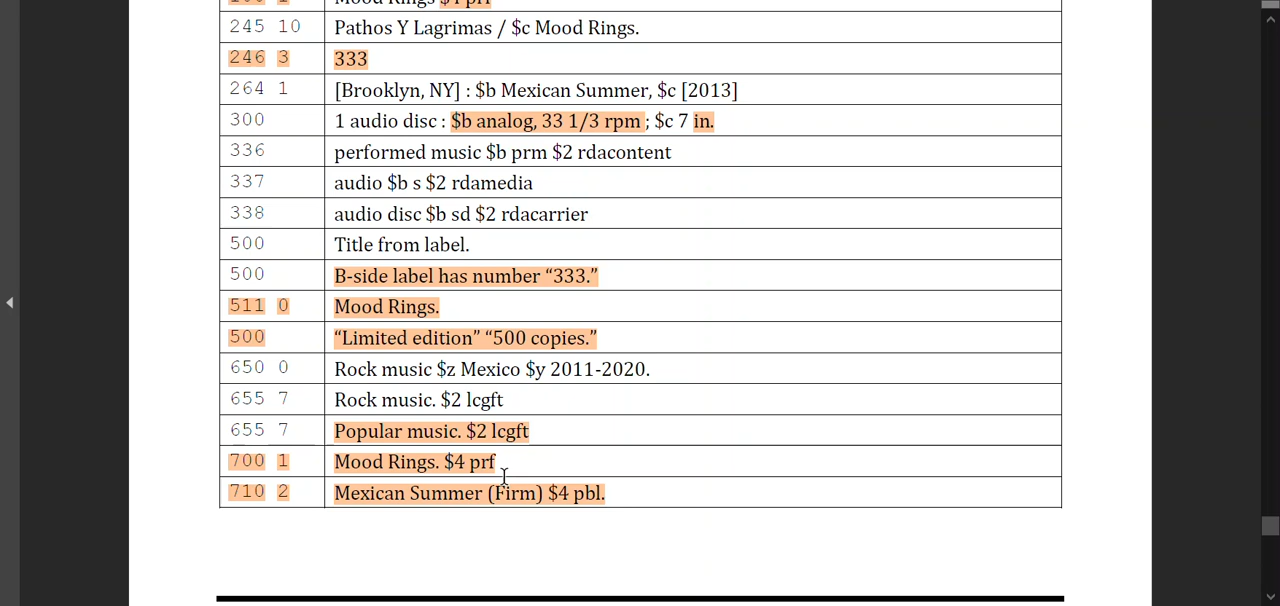 Mood Rings $4 prf
245 10 Pathos Y Lagrimas / $c Mood Rings.
246 3 333
264 1 [Brooklyn, NY] : $b Mexican Summer, $c [2013]
300 1 audio disc : $b analog, 33 1/3 rpm ; $c 7 in.
336 performed music $b prm $2 rdacontent
337 audio $b s $2 rdamedia
338 audio disc $b sd $2 rdacarrier
500 Title from label.
500 B-side label has number “333.”
511 0 Mood Rings.
500 “Limited edition” “500 copies.”
650 0 Rock music $z Mexico $y 2011-2020.
655 7 Rock music. $2 lcgft
655 7 Popular music. $2 lcgft
700 1 Mood Rings. $4 prf
710 2 Mexican Summer (Firm) $4 pbl.